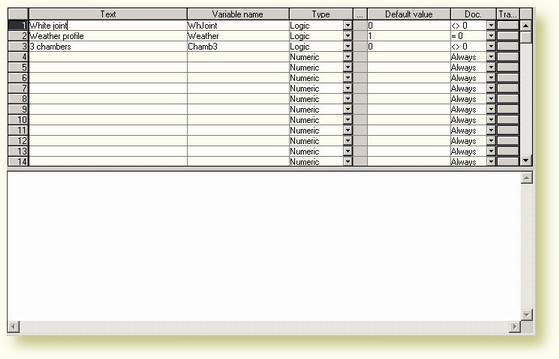 Text Variable name Type ... Default value Doc. Tra...
1 White joint WhJoint Logic 0 <> 0
2 Weather profile Weather Logic 1 = 0
3 3 chambers Chamb3 Logic 0 <> 0
4 Numeric Always
5 Numeric Always
6 Numeric Always
7 Numeric Always
8 Numeric Always
9 Numeric Always
10 Numeric Always
11 Numeric Always
12 Numeric Always
13 Numeric Always
14 Numeric Always